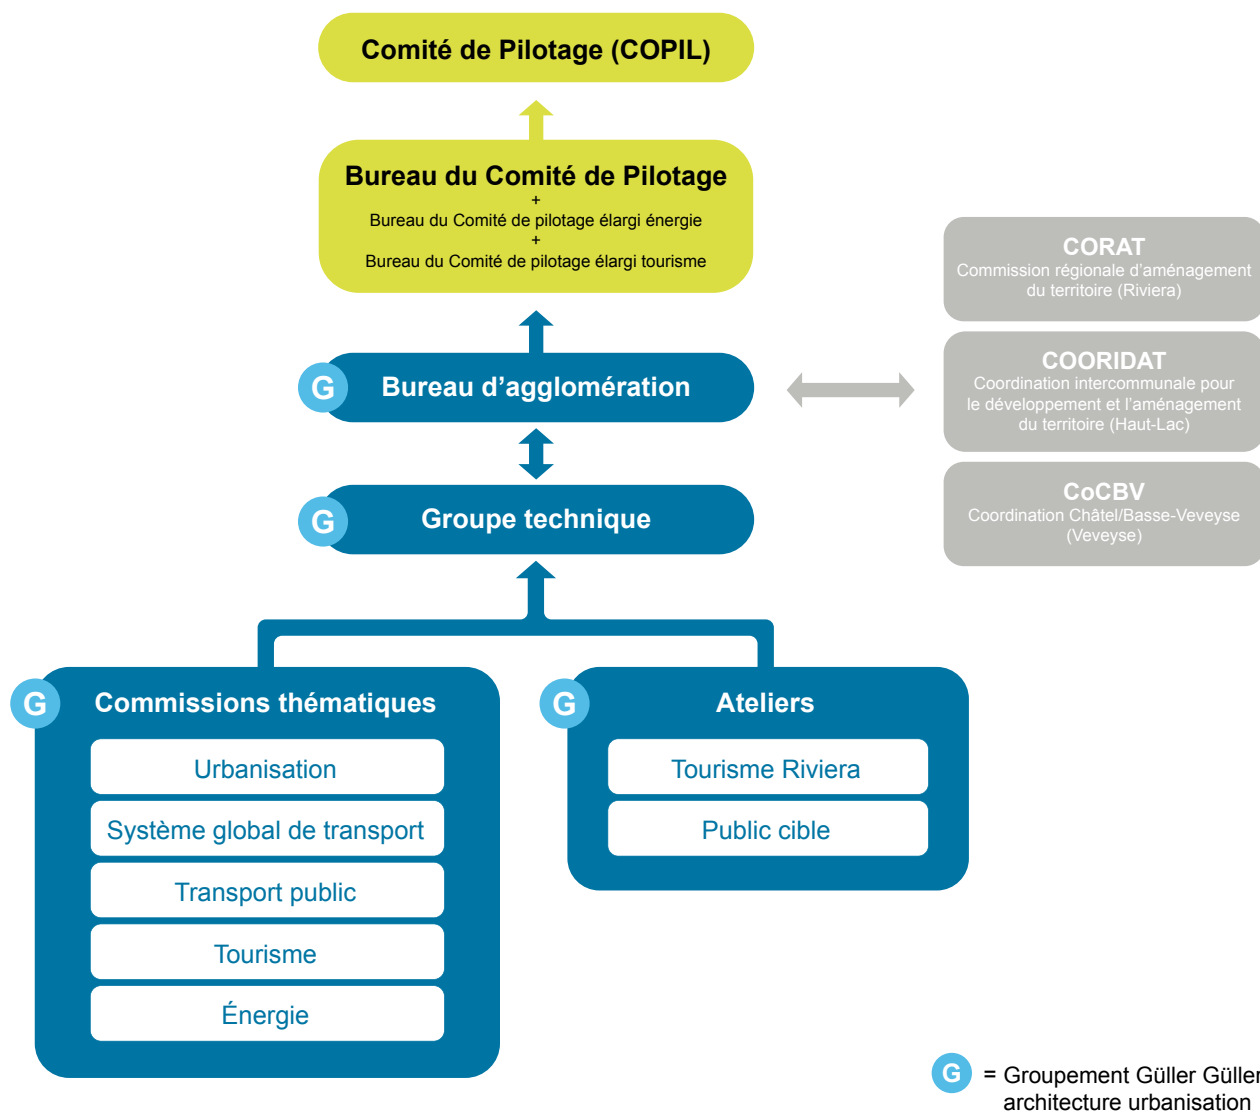 Comité de Pilotage (COPIL)
Bureau du Comité de Pilotage
+
Bureau du Comité de pilotage élargi énergie
+
Bureau du Comité de pilotage élargi tourisme
CORAT
Commission régionale d’aménagement
du territoire (Riviera)
G
Bureau d’agglomération
COORIDAT
Coordination intercommunale pour
le développement et l’aménagement
du territoire (Haut-Lac)
G
Groupe technique
CoCBV
Coordination Châtel/Basse-Veveyse
(Veveyse)
G
Commissions thématiques
Urbanisation
Système global de transport
Transport public
Tourisme
Énergie
G
Ateliers
Tourisme Riviera
Public cible
G
= Groupement Güller Güller
architecture urbanisation